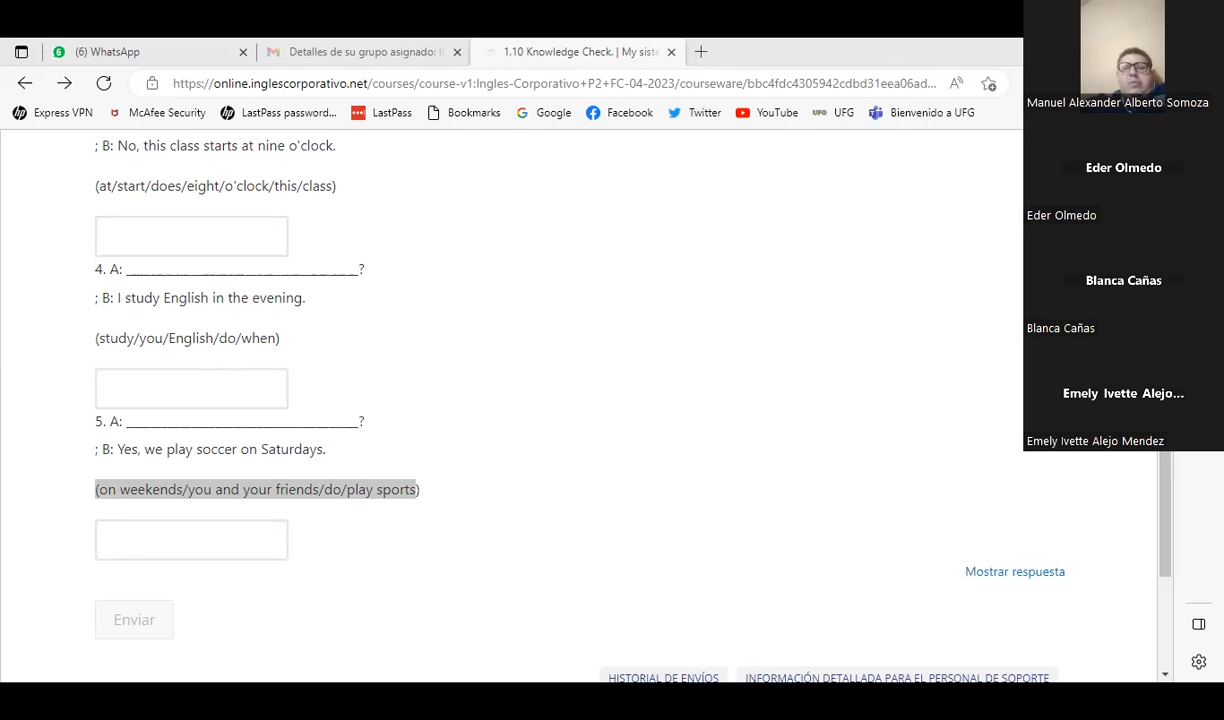 (6) WhatsApp
Detalles de su grupo asignado: I
1.10 Knowledge Check. | My sist
https://online.inglescorporativo.net/courses/course-v1:Ingles-Corporativo+P2+FC-04-2023/courseware/bbc4fdc4305942cdbd31eea06ad...
Express VPN
McAfee Security
LastPass password...
LastPass
Bookmarks
Google
Facebook
Twitter
YouTube
UFG
Bienvenido a UFG
; B: No, this class starts at nine o'clock.
(at/start/does/eight/o'clock/this/class)
4. A: ___________________________________?
; B: I study English in the evening.
(study/you/English/do/when)
5. A: ___________________________________?
; B: Yes, we play soccer on Saturdays.
(on weekends/you and your friends/do/play sports)
Mostrar respuesta
Enviar
HISTORIAL DE ENVÍOS
INFORMACIÓN DETALLADA PARA EL PERSONAL DE SOPORTE
Manuel Alexander Alberto Somoza
Eder Olmedo
Eder Olmedo
Blanca Cañas
Blanca Cañas
Emely Ivette Alejo...
Emely Ivette Alejo Mendez